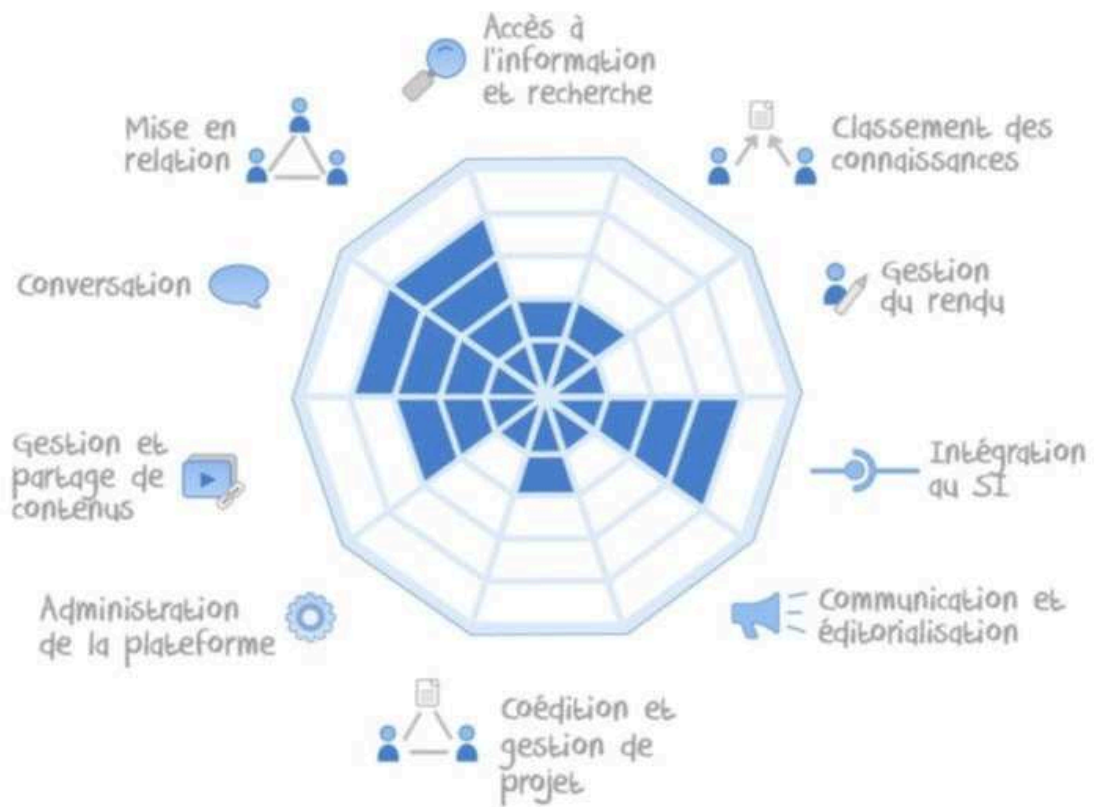 Accès à
l'information
et recherche
Mise en
relation
Classement des
connaissances
Conversation
Gestion
du rendu
Gestion et
partage de
contenus
Intégration
au SI
Administration
de la plateforme
Communication et
éditorialisation
Coédition et
gestion de
projet